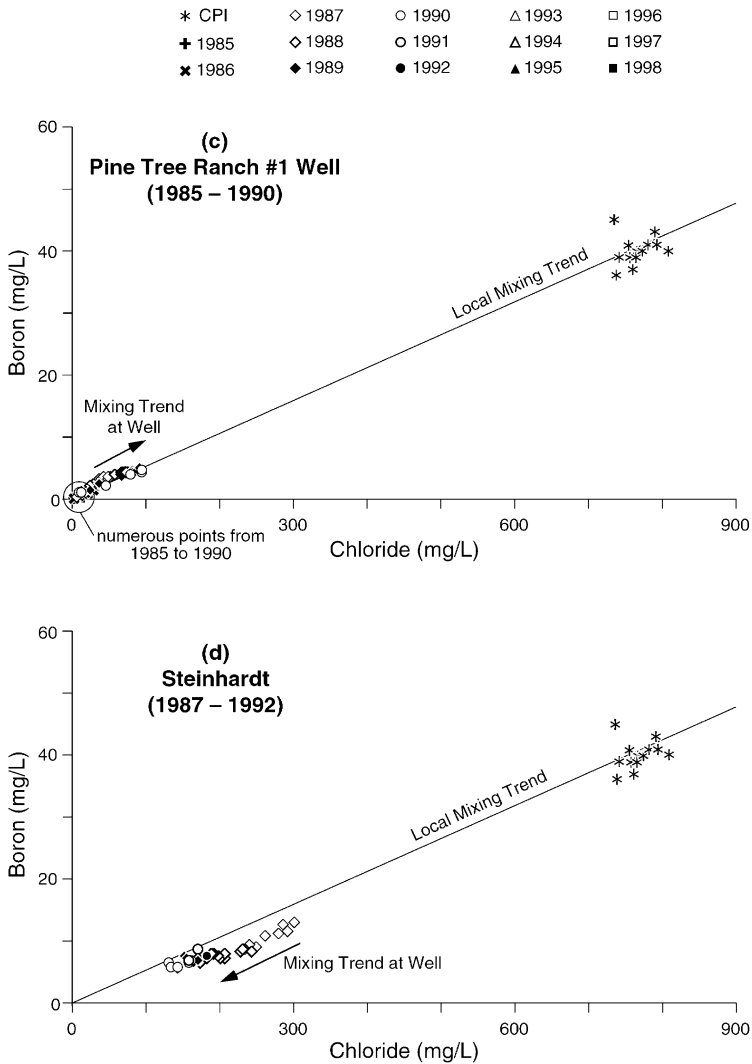 CPI 1987 1990 1993 1996
1985 1988 1991 1994 1997
1986 1989 1992 1995 1998
60
(c)
Pine Tree Ranch #1 Well
(1985 – 1990)
40
Local Mixing Trend
Boron (mg/L)
20
Mixing Trend
at Well
0
0 300 600 900
numerous points from
1985 to 1990
Chloride (mg/L)
60
(d)
Steinhardt
(1987 – 1992)
40
Local Mixing Trend
Boron (mg/L)
20
Mixing Trend at Well
0
0 300 600 900
Chloride (mg/L)